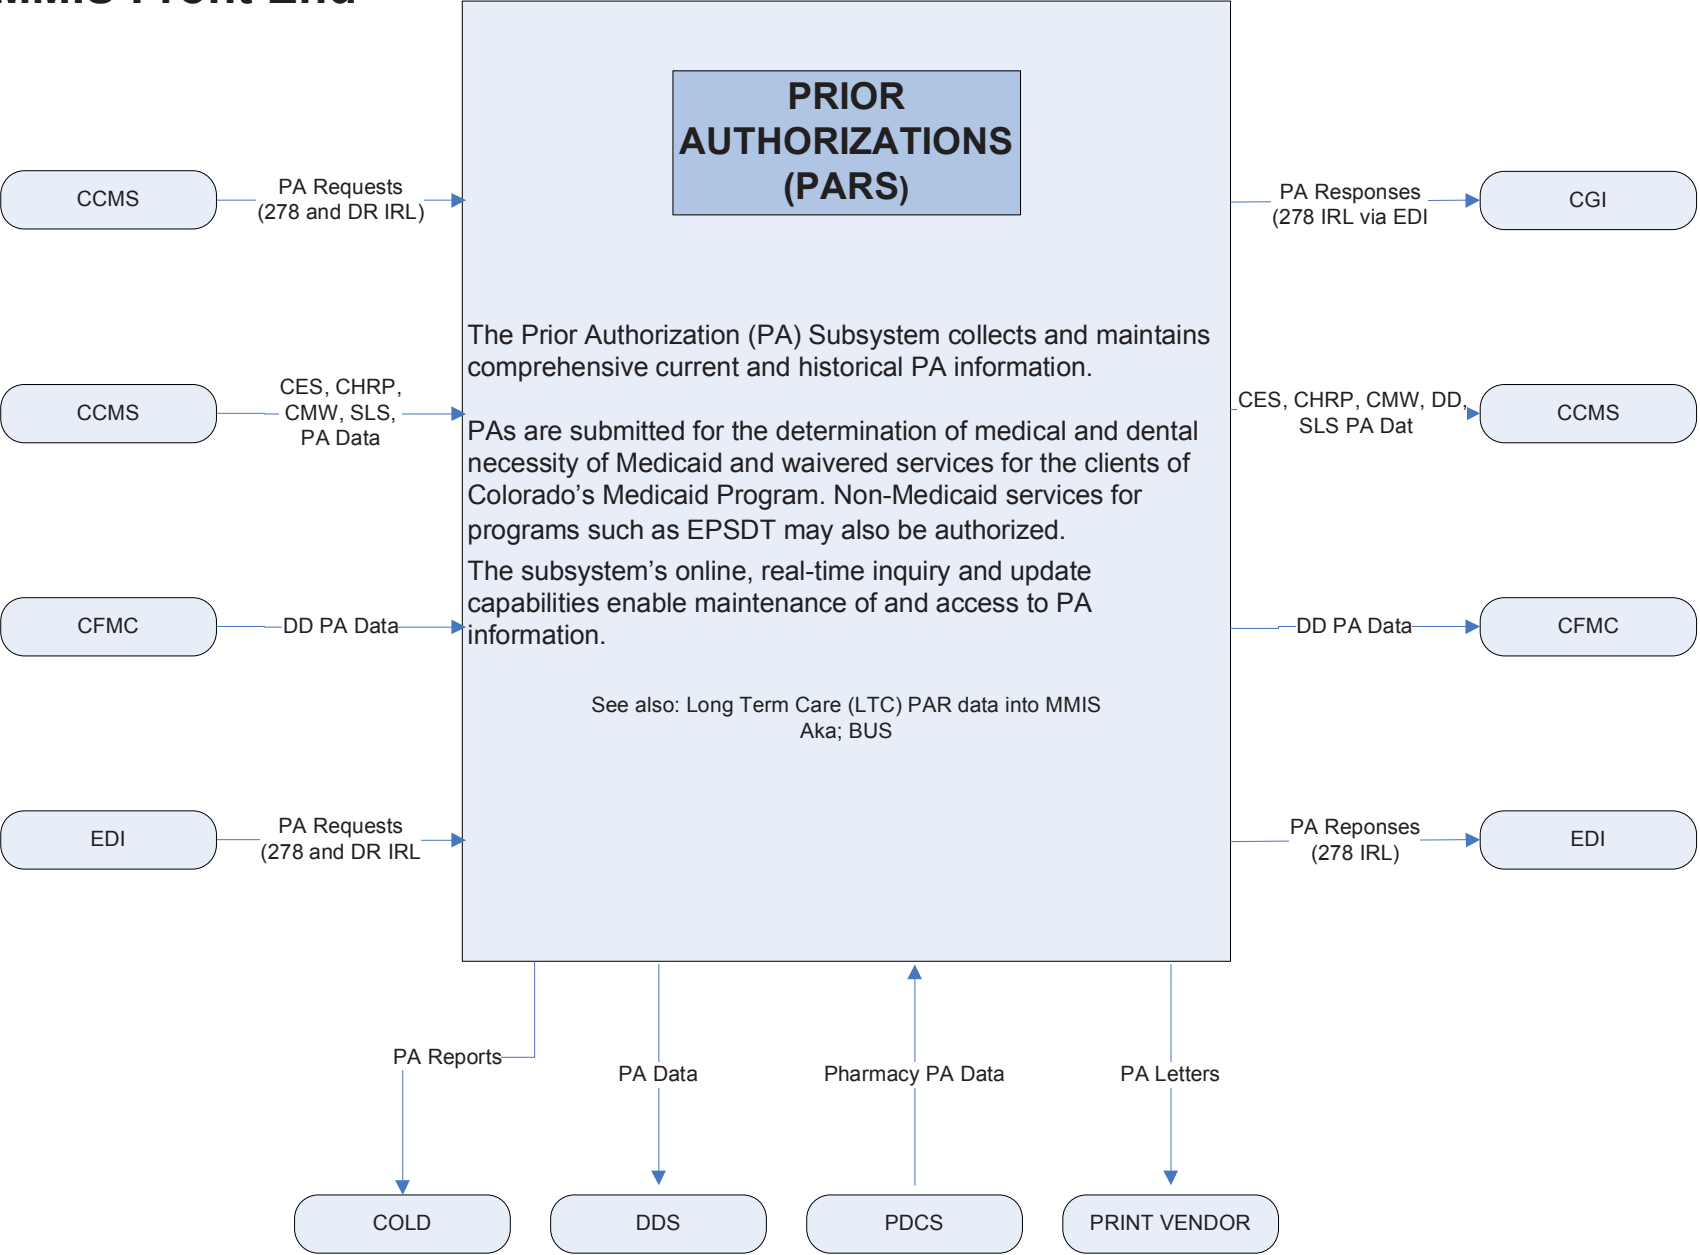 MMIS Front End
PRIOR
AUTHORIZATIONS
(PARS)
CCMS
PA Requests
(278 and DR IRL)
PA Responses
(278 IRL via EDI
CGI
The Prior Authorization (PA) Subsystem collects and maintains
comprehensive current and historical PA information.
CCMS
CES, CHRP,
CMW, SLS,
PA Data
CES, CHRP, CMW, DD,
SLS PA Dat
CCMS
PAs are submitted for the determination of medical and dental
necessity of Medicaid and waivered services for the clients of
Colorado’s Medicaid Program. Non-Medicaid services for
programs such as EPSDT may also be authorized.
The subsystem’s online, real-time inquiry and update
capabilities enable maintenance of and access to PA
information.
CFMC
DD PA Data
DD PA Data
CFMC
See also: Long Term Care (LTC) PAR data into MMIS
Aka; BUS
EDI
PA Requests
(278 and DR IRL
PA Reponses
(278 IRL)
EDI
PA Reports
PA Data
Pharmacy PA Data
PA Letters
COLD
DDS
PDCS
PRINT VENDOR